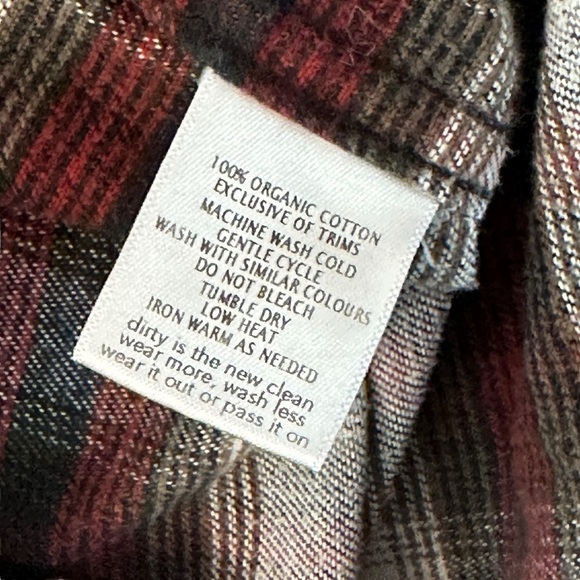 100% ORGANIC COTTON
EXCLUSIVE OF TRIMS
MACHINE WASH COLD
GENTLE CYCLE
WASH WITH SIMILAR COLOURS
DO NOT BLEACH
TUMBLE DRY
LOW HEAT
IRON WARM AS NEEDED
dirty is the new clean
wear more, wash less
wear it out or pass it on